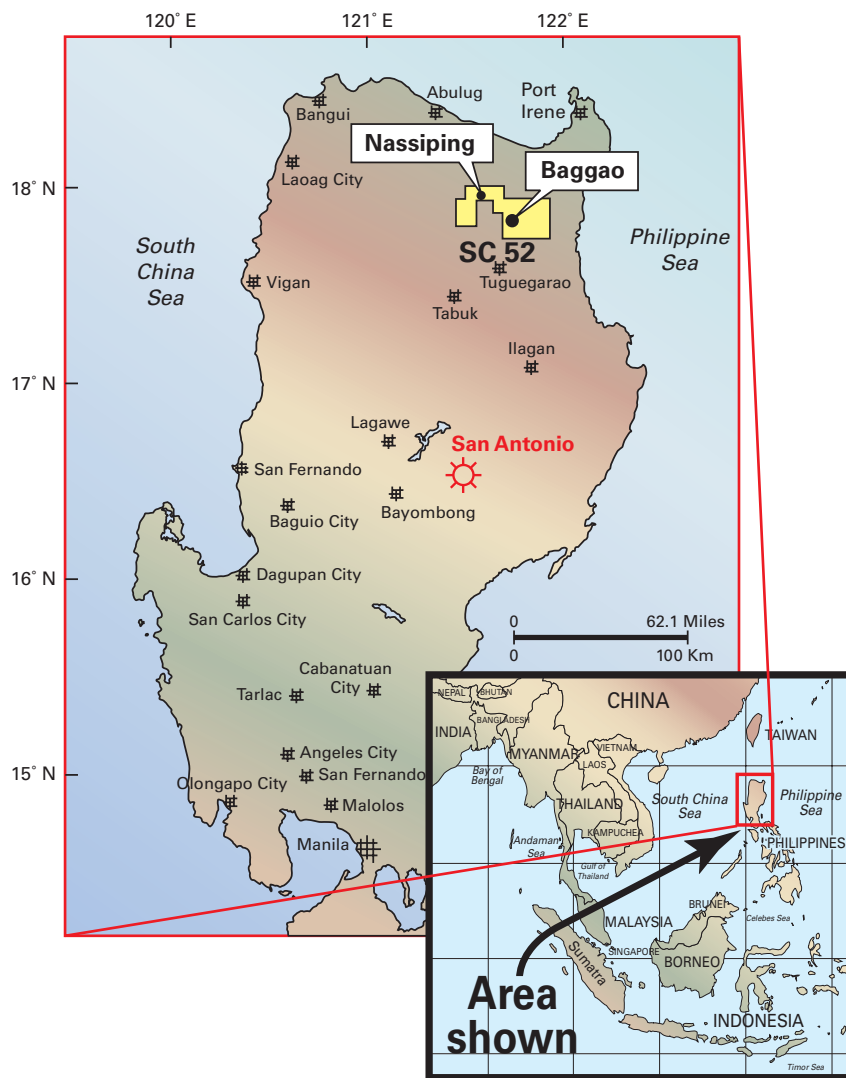 120° E
121° E
122° E
18° N
17° N
16° N
15° N
Bangui
Abulug
Port
Irene
Nassiping
Baggao
Laoag City
SC 52
South
China
Sea
Philippine
Sea
Vigan
Tuguegarao
Tabuk
Ilagan
Lagawe
San Antonio
San Fernando
Bayombong
Baguio City
Dagupan City
San Carlos City
0
62.1 Miles
0
100 Km
Cabanatuan
City
Tarlac
Angeles City
San Fernando
Olongapo City
Malolos
Manila
NEPAL
BHUTAN
CHINA
BANGLADESH
INDIA
TAIWAN
MYANMAR
VIETNAM
LAOS
Bay of
Bengal
THAILAND
South China
Sea
Philippine
Sea
KAMPUCHEA
Andaman
Sea
PHILIPPINES
Gulf of
Thailand
BRUNEI
MALAYSIA
Celebes Sea
SINGAPORE
BORNEO
Sumatra
Area
shown
INDONESIA
Timor Sea